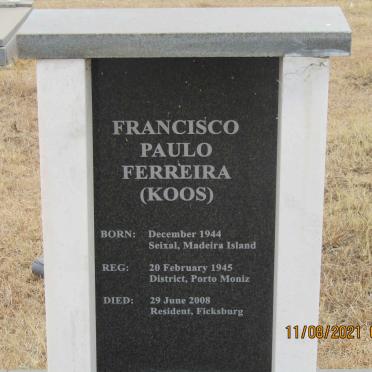 FRANCISCO
PAULO
FERREIRA
(KOOS)
BORN: December 1944
Seixal, Madeira Island
REG: 20 February 1945
District, Porto Moniz
DIED: 29 June 2008
Resident, Ficksburg
11/08/2021